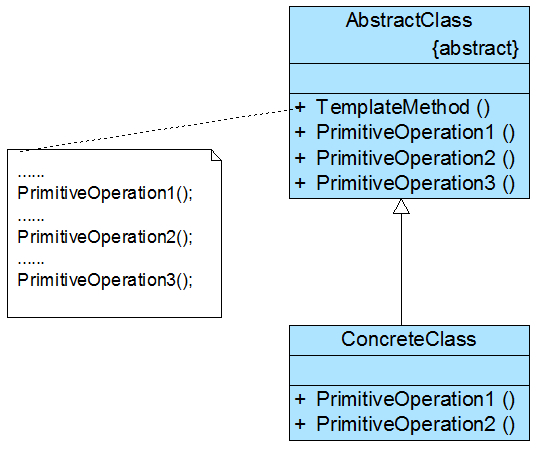 AbstractClass
{abstract}
+ TemplateMethod ()
+ PrimitiveOperation1 ()
+ PrimitiveOperation2 ()
+ PrimitiveOperation3 ()
......
PrimitiveOperation1();
......
PrimitiveOperation2();
......
PrimitiveOperation3();
ConcreteClass
+ PrimitiveOperation1 ()
+ PrimitiveOperation2 ()